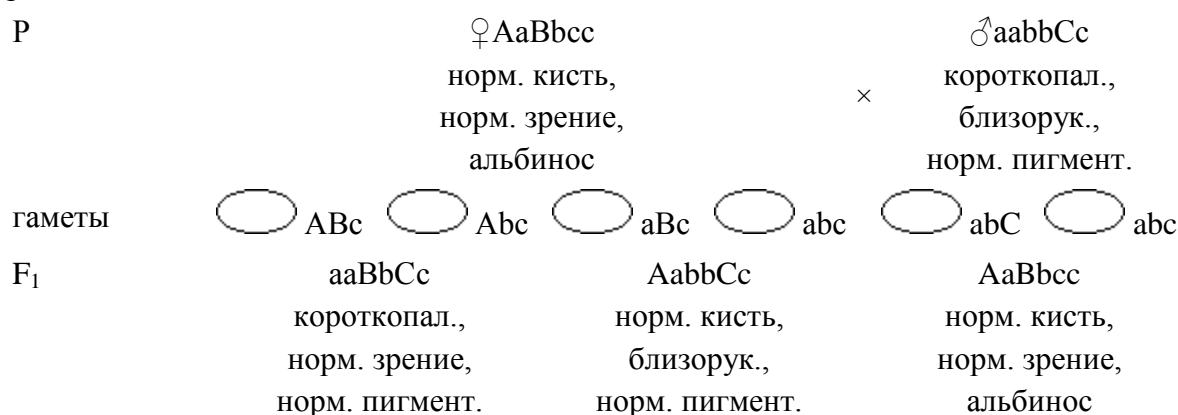 P ♀AaBbcc ♂aabbCc
норм. кисть, короткопал.,
×
норм. зрение, близорук.,
альбинос норм. пигмент.
гаметы ABc Abc aBc abc abC abc
F₁ aaBbCc AabbCc AaBbcc
короткопал., норм. кисть, норм. кисть,
норм. зрение, близорук., норм. зрение,
норм. пигмент. норм. пигмент. альбинос